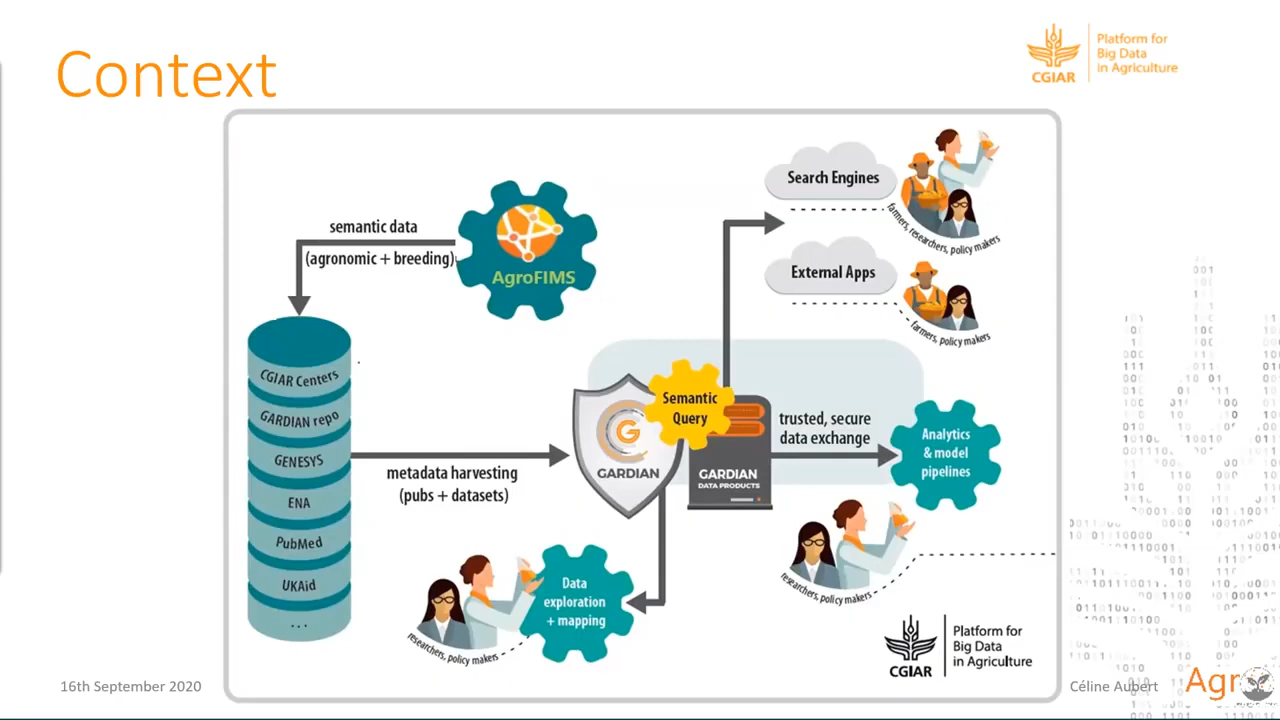 Context
CGIAR
Platform for
Big Data
in Agriculture
semantic data
(agronomic + breeding)
AgroFIMS
Search Engines
farmers, researchers, policy makers
External Apps
farmers, policy makers
CGIAR Centers
GARDIAN repo
GENESYS
ENA
PubMed
UKAid
...
metadata harvesting
(pubs + datasets)
G
GARDIAN
Semantic
Query
GARDIAN
DATA PRODUCTS
trusted, secure
data exchange
Analytics
& model
pipelines
researchers, policy makers
Data
exploration
+ mapping
researchers, policy makers
CGIAR
Platform for
Big Data
in Agriculture
16th September 2020
Céline Aubert
Agr